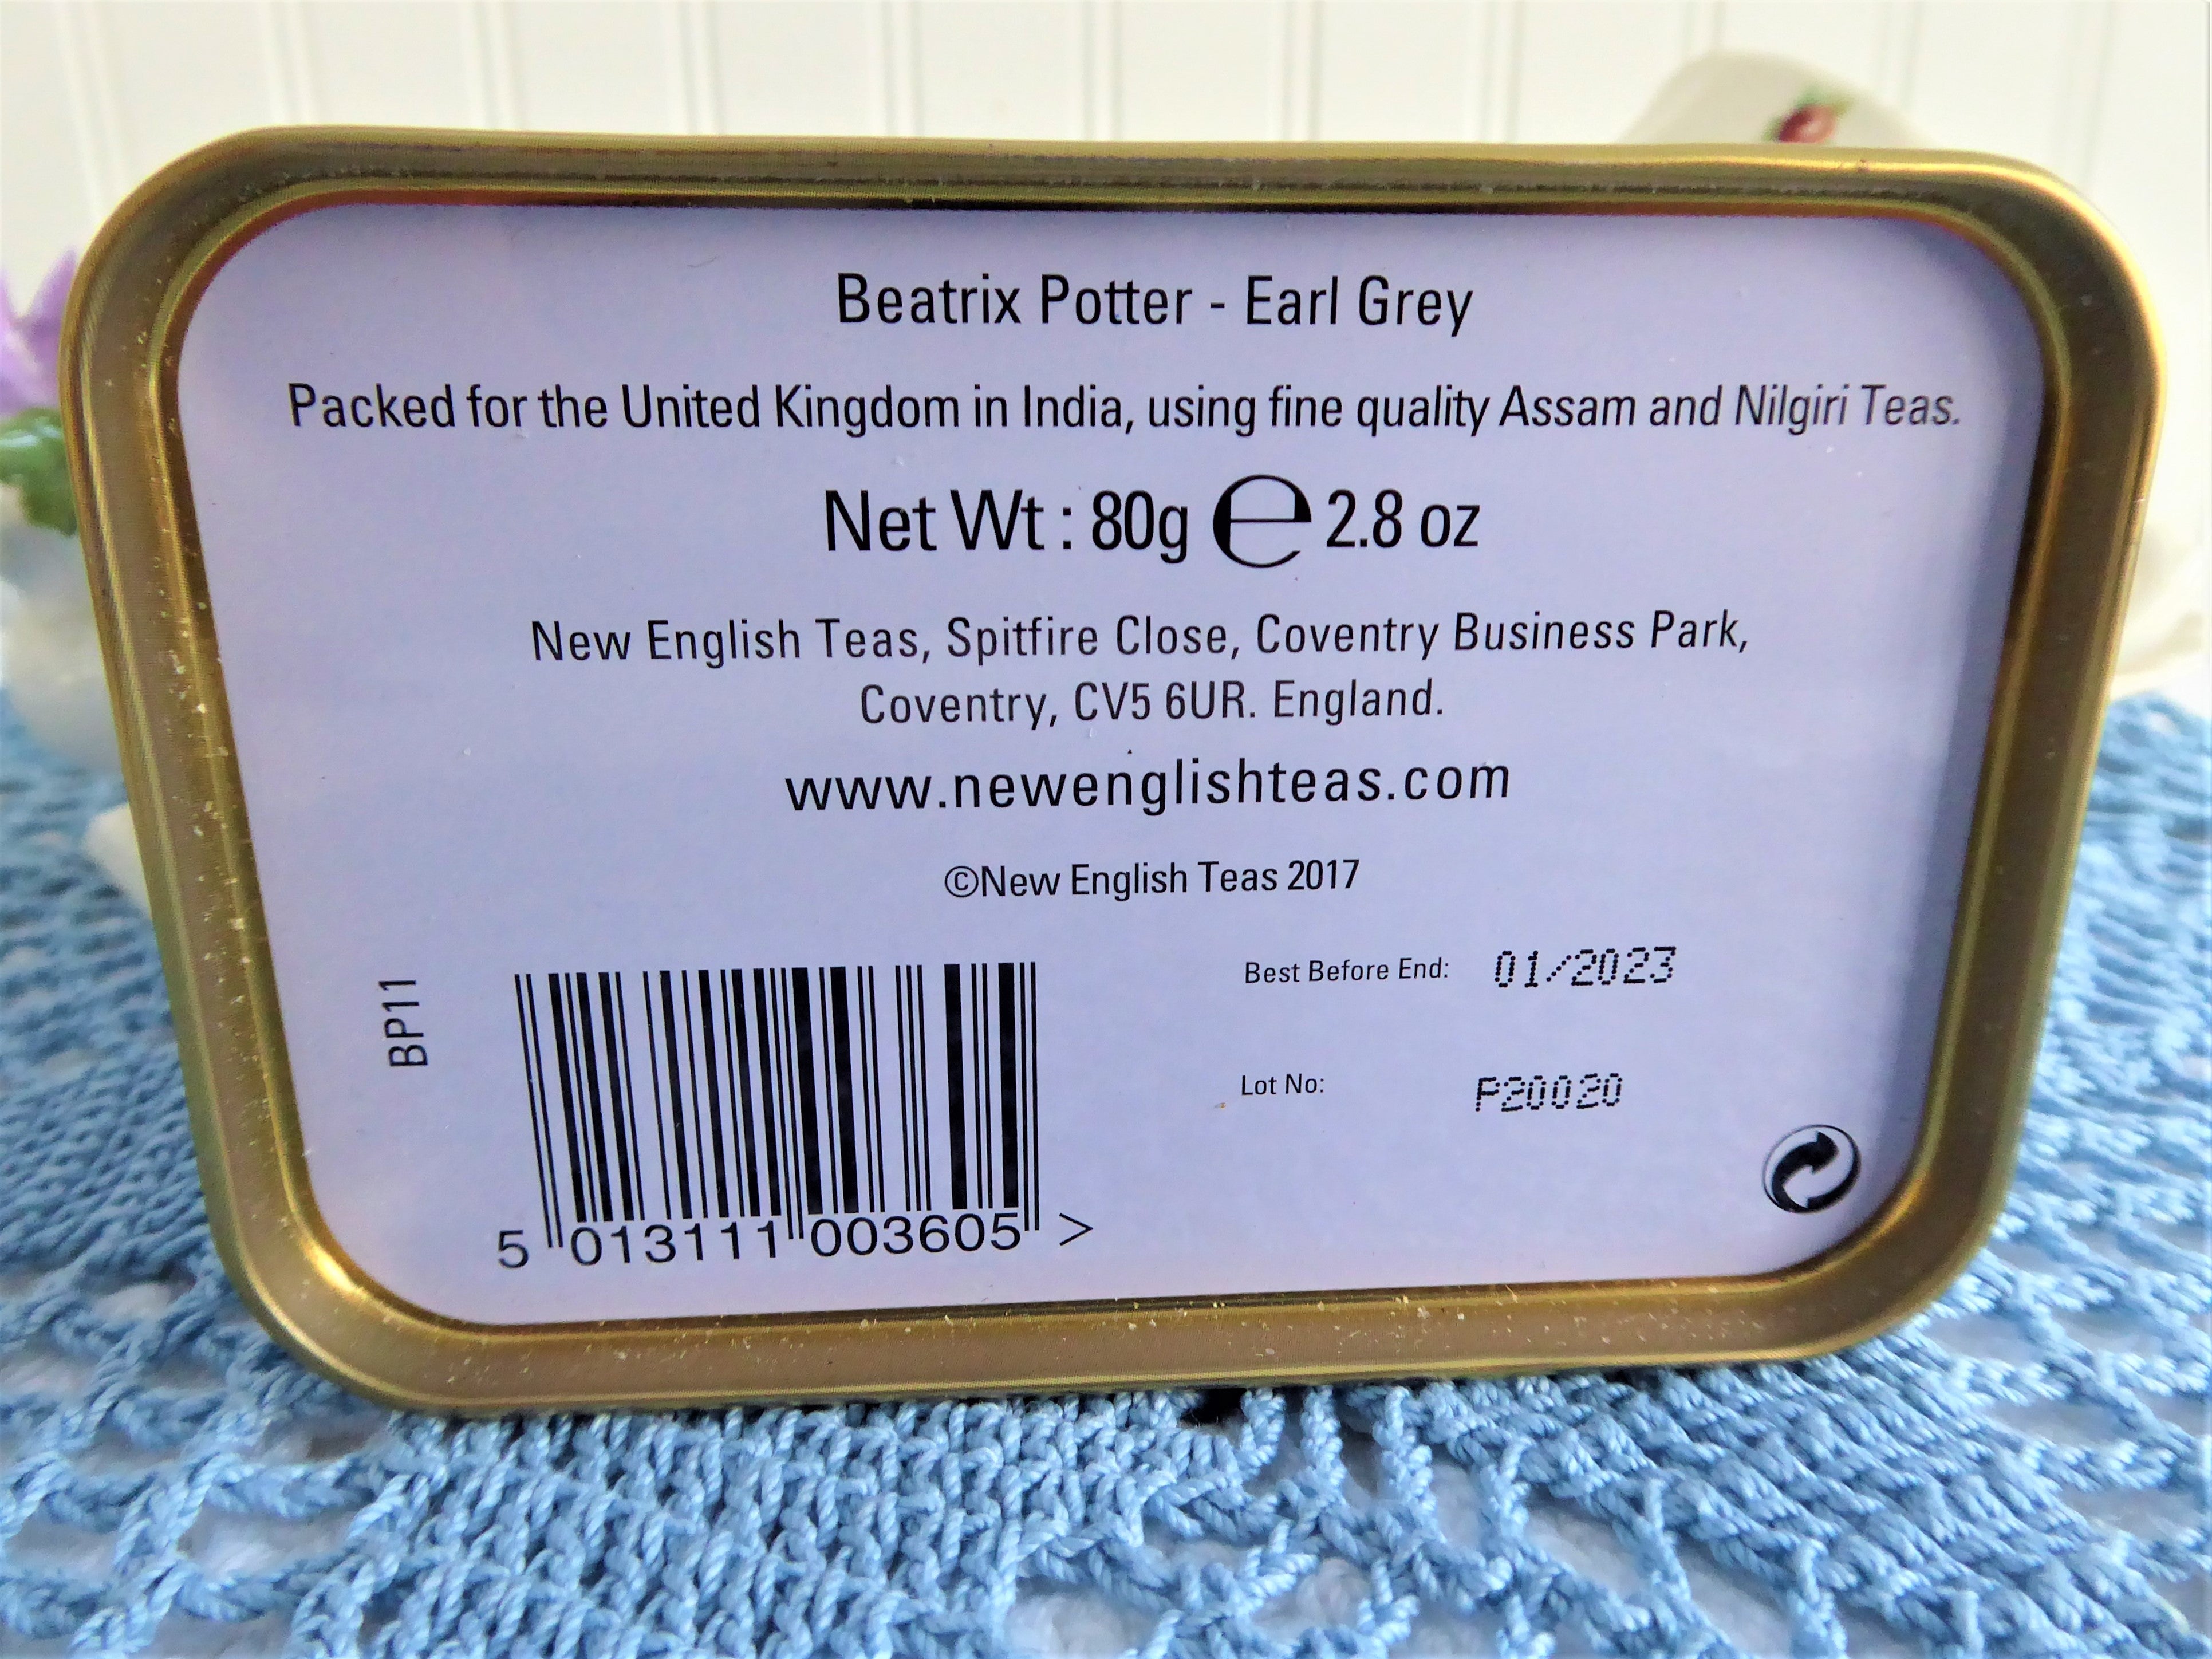 Beatrix Potter - Earl Grey
Packed for the United Kingdom in India, using fine quality Assam and Nilgiri Teas.
Net Wt : 80g ℮ 2.8 oz
New English Teas, Spitfire Close, Coventry Business Park,
Coventry, CV5 6UR. England.
www.newenglishteas.com
©New English Teas 2017
BP11
Best Before End: 01/2023
Lot No: P20020
5 013111 003605 >